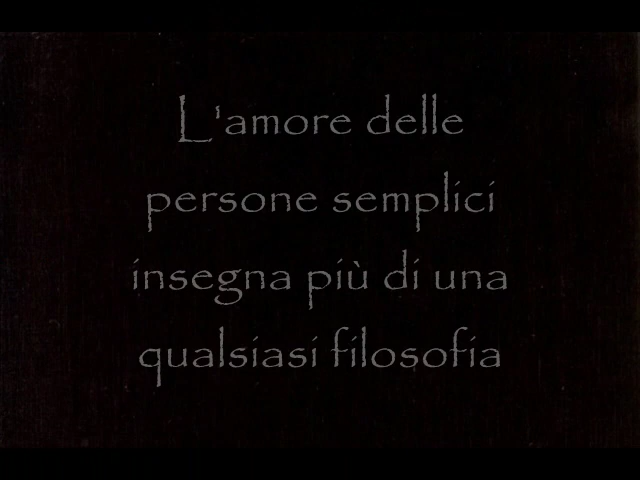 L'amore delle
persone semplici
insegna più di una
qualsiasi filosofia